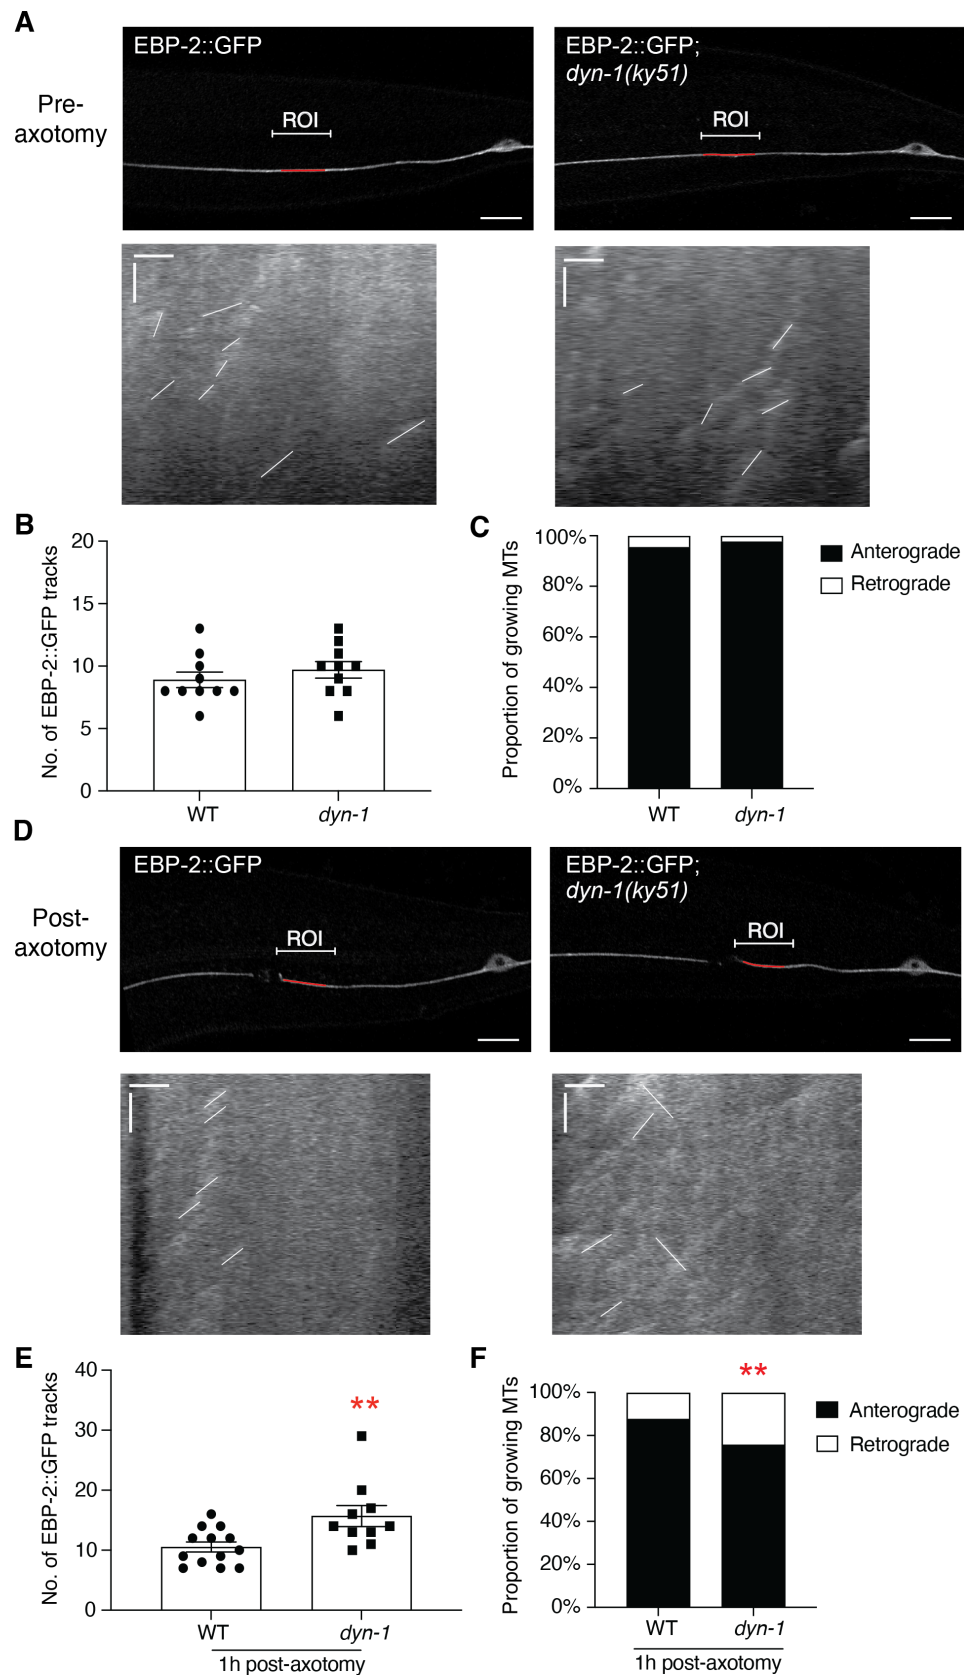 A
Pre-
axotomy
EBP-2::GFP
ROI
EBP-2::GFP;
dyn-1(ky51)
ROI
B
No. of EBP-2::GFP tracks
20
15
10
5
0
WT
dyn-1
C
Proportion of growing MTs
100%
80%
60%
40%
20%
0%
WT
dyn-1
Anterograde
Retrograde
D
Post-
axotomy
EBP-2::GFP
ROI
EBP-2::GFP;
dyn-1(ky51)
ROI
E
No. of EBP-2::GFP tracks
40
30
20
10
0
**
WT
dyn-1
1h post-axotomy
F
Proportion of growing MTs
100%
80%
60%
40%
20%
0%
**
WT
dyn-1
1h post-axotomy
Anterograde
Retrograde